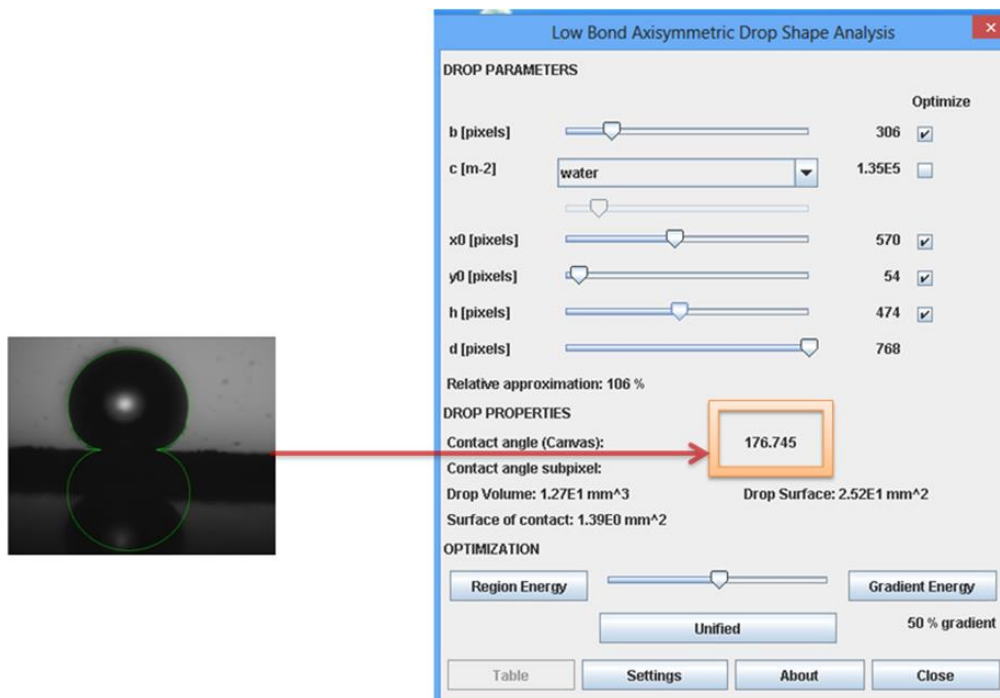 Low Bond Axisymmetric Drop Shape Analysis
DROP PARAMETERS
Optimize
b [pixels] 306
c [m-2] water 1.35E5
x0 [pixels] 570
y0 [pixels] 54
h [pixels] 474
d [pixels] 768
Relative approximation: 106 %
DROP PROPERTIES
Contact angle (Canvas): 176.745
Contact angle subpixel:
Drop Volume: 1.27E1 mm^3 Drop Surface: 2.52E1 mm^2
Surface of contact: 1.39E0 mm^2
OPTIMIZATION
Region Energy Gradient Energy
Unified 50 % gradient
Table Settings About Close